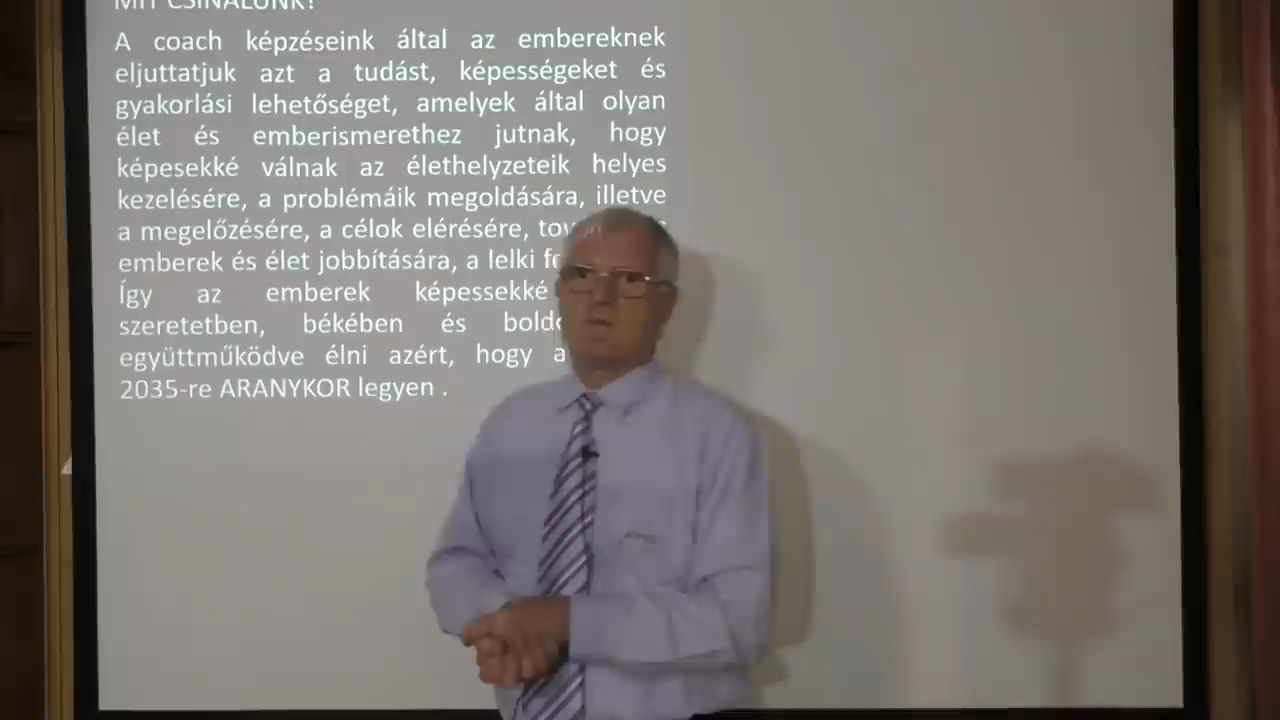 MIT CSINÁLUNK?
A coach képzéseink által az embereknek
eljuttatjuk azt a tudást, képességeket és
gyakorlási lehetőséget, amelyek által olyan
élet és emberismerethez jutnak, hogy
képesekké válnak az élethelyzeteik helyes
kezelésére, a problémáik megoldására, illetve
a megelőzésére, a célok elérésére,
emberek és élet jobbítására, a lelki
Így az emberek képessekké
szeretetben, békében és
együttműködve élni azért, hogy
2035-re ARANYKOR legyen .